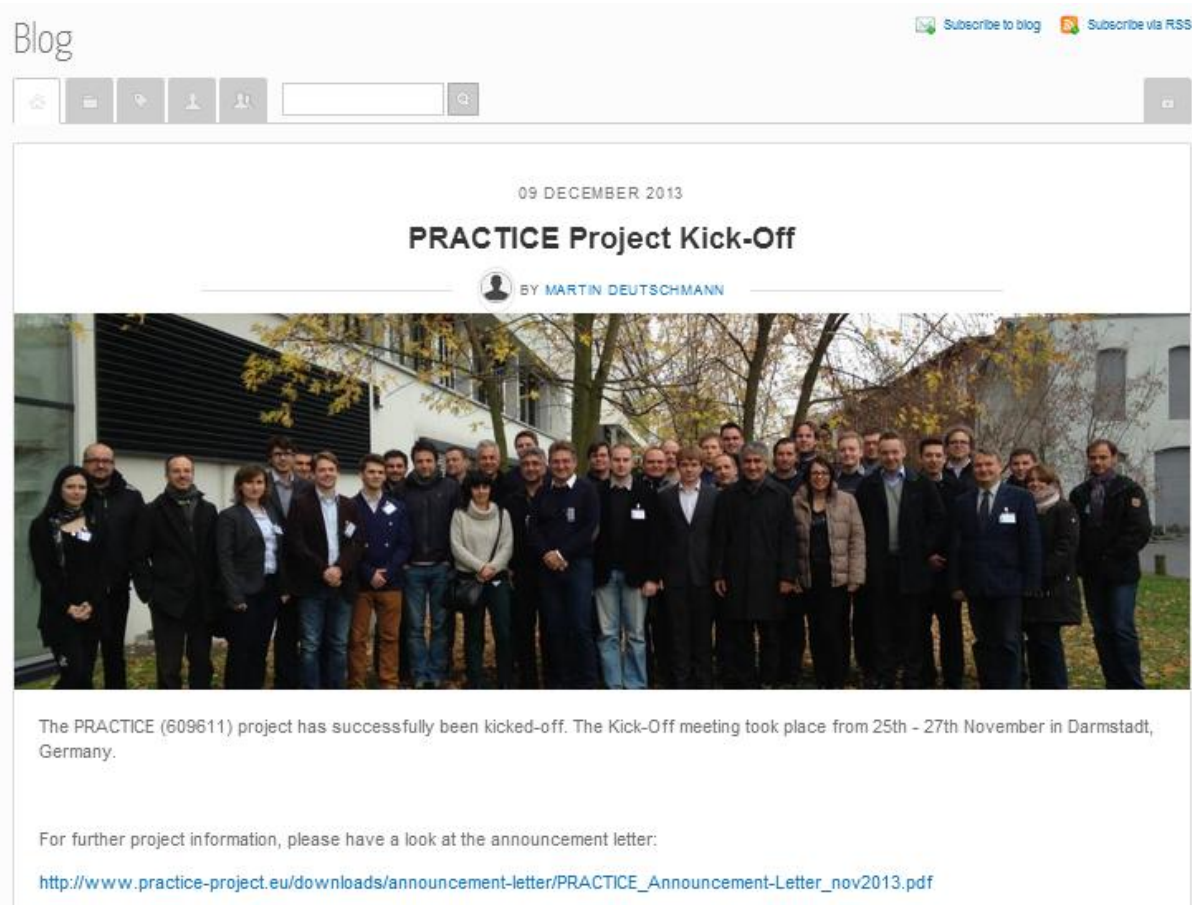 Blog
Subscribe to blog
Subscribe via RSS
09 DECEMBER 2013
PRACTICE Project Kick-Off
BY MARTIN DEUTSCHMANN
The PRACTICE (609611) project has successfully been kicked-off. The Kick-Off meeting took place from 25th - 27th November in Darmstadt,
Germany.
For further project information, please have a look at the announcement letter:
http://www.practice-project.eu/downloads/announcement-letter/PRACTICE_Announcement-Letter_nov2013.pdf